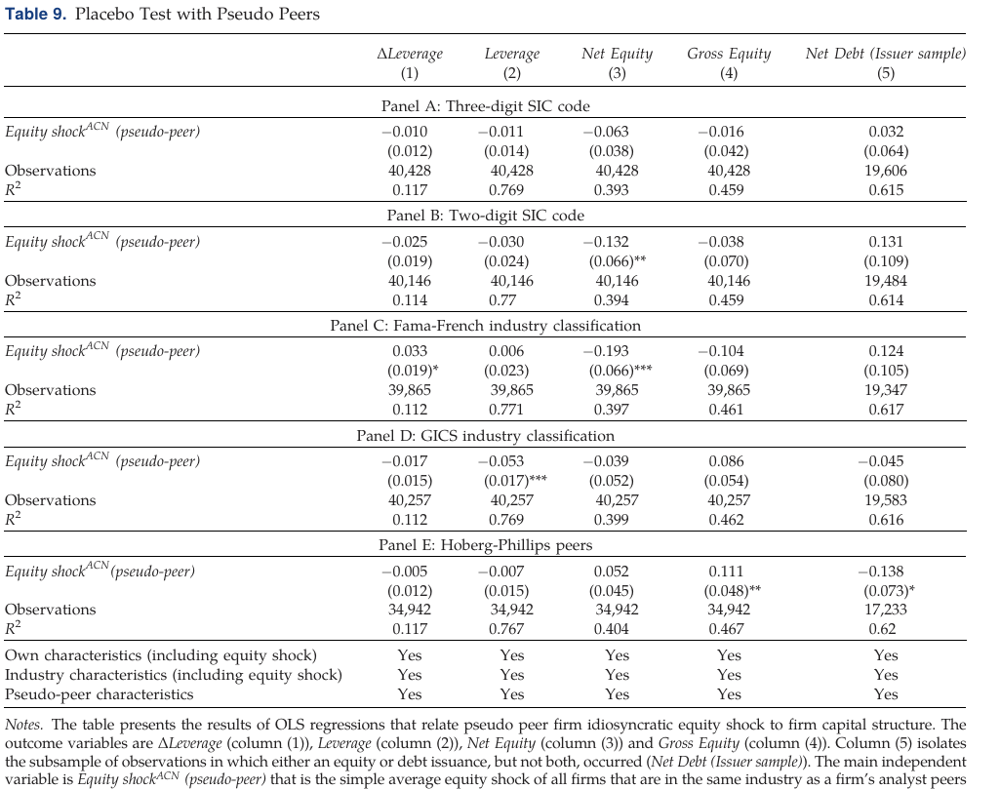 Table 9. Placebo Test with Pseudo Peers
ΔLeverage Leverage Net Equity Gross Equity Net Debt (Issuer sample)
(1) (2) (3) (4) (5)
Panel A: Three-digit SIC code
Equity shock^ACN (pseudo-peer) −0.010 −0.011 −0.063 −0.016 0.032
(0.012) (0.014) (0.038) (0.042) (0.064)
Observations 40,428 40,428 40,428 40,428 19,606
R² 0.117 0.769 0.393 0.459 0.615
Panel B: Two-digit SIC code
Equity shock^ACN (pseudo-peer) −0.025 −0.030 −0.132 −0.038 0.131
(0.019) (0.024) (0.066)** (0.070) (0.109)
Observations 40,146 40,146 40,146 40,146 19,484
R² 0.114 0.77 0.394 0.459 0.614
Panel C: Fama-French industry classification
Equity shock^ACN (pseudo-peer) 0.033 0.006 −0.193 −0.104 0.124
(0.019)* (0.023) (0.066)*** (0.069) (0.105)
Observations 39,865 39,865 39,865 39,865 19,347
R² 0.112 0.771 0.397 0.461 0.617
Panel D: GICS industry classification
Equity shock^ACN (pseudo-peer) −0.017 −0.053 −0.039 0.086 −0.045
(0.015) (0.017)*** (0.052) (0.054) (0.080)
Observations 40,257 40,257 40,257 40,257 19,583
R² 0.112 0.769 0.399 0.462 0.616
Panel E: Hoberg-Phillips peers
Equity shock^ACN(pseudo-peer) −0.005 −0.007 0.052 0.111 −0.138
(0.012) (0.015) (0.045) (0.048)** (0.073)*
Observations 34,942 34,942 34,942 34,942 17,233
R² 0.117 0.767 0.404 0.467 0.62
Own characteristics (including equity shock) Yes Yes Yes Yes Yes
Industry characteristics (including equity shock) Yes Yes Yes Yes Yes
Pseudo-peer characteristics Yes Yes Yes Yes Yes
Notes. The table presents the results of OLS regressions that relate pseudo peer firm idiosyncratic equity shock to firm capital structure. The
outcome variables are ΔLeverage (column (1)), Leverage (column (2)), Net Equity (column (3)) and Gross Equity (column (4)). Column (5) isolates
the subsample of observations in which either an equity or debt issuance, but not both, occurred (Net Debt (Issuer sample)). The main independent
variable is Equity shock^ACN (pseudo-peer) that is the simple average equity shock of all firms that are in the same industry as a firm's analyst peers